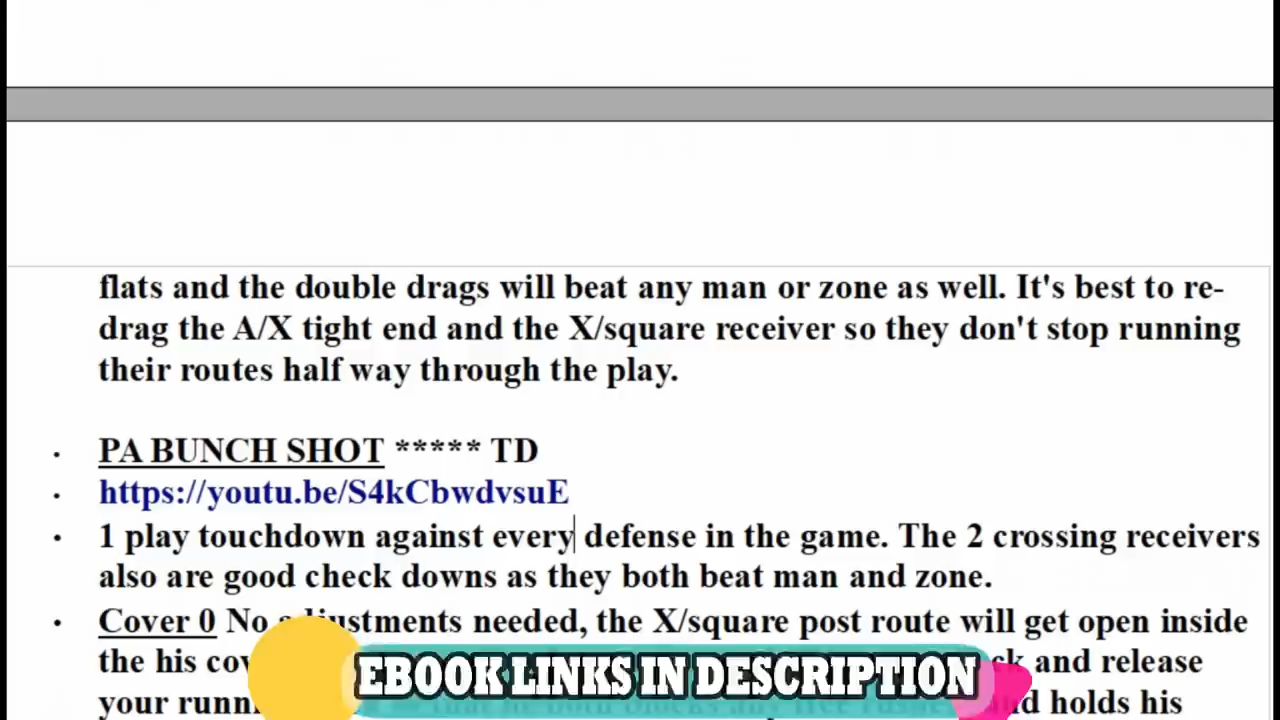 flats and the double drags will beat any man or zone as well. It's best to re-
drag the A/X tight end and the X/square receiver so they don't stop running
their routes half way through the play.
· PA BUNCH SHOT ***** TD
· https://youtu.be/S4kCbwdvsuE
· 1 play touchdown against every defense in the game. The 2 crossing receivers
also are good check downs as they both beat man and zone.
· Cover 0 No adjustments needed, the X/square post route will get open inside
the his and release
your holds his
EBOOK LINKS IN DESCRIPTION